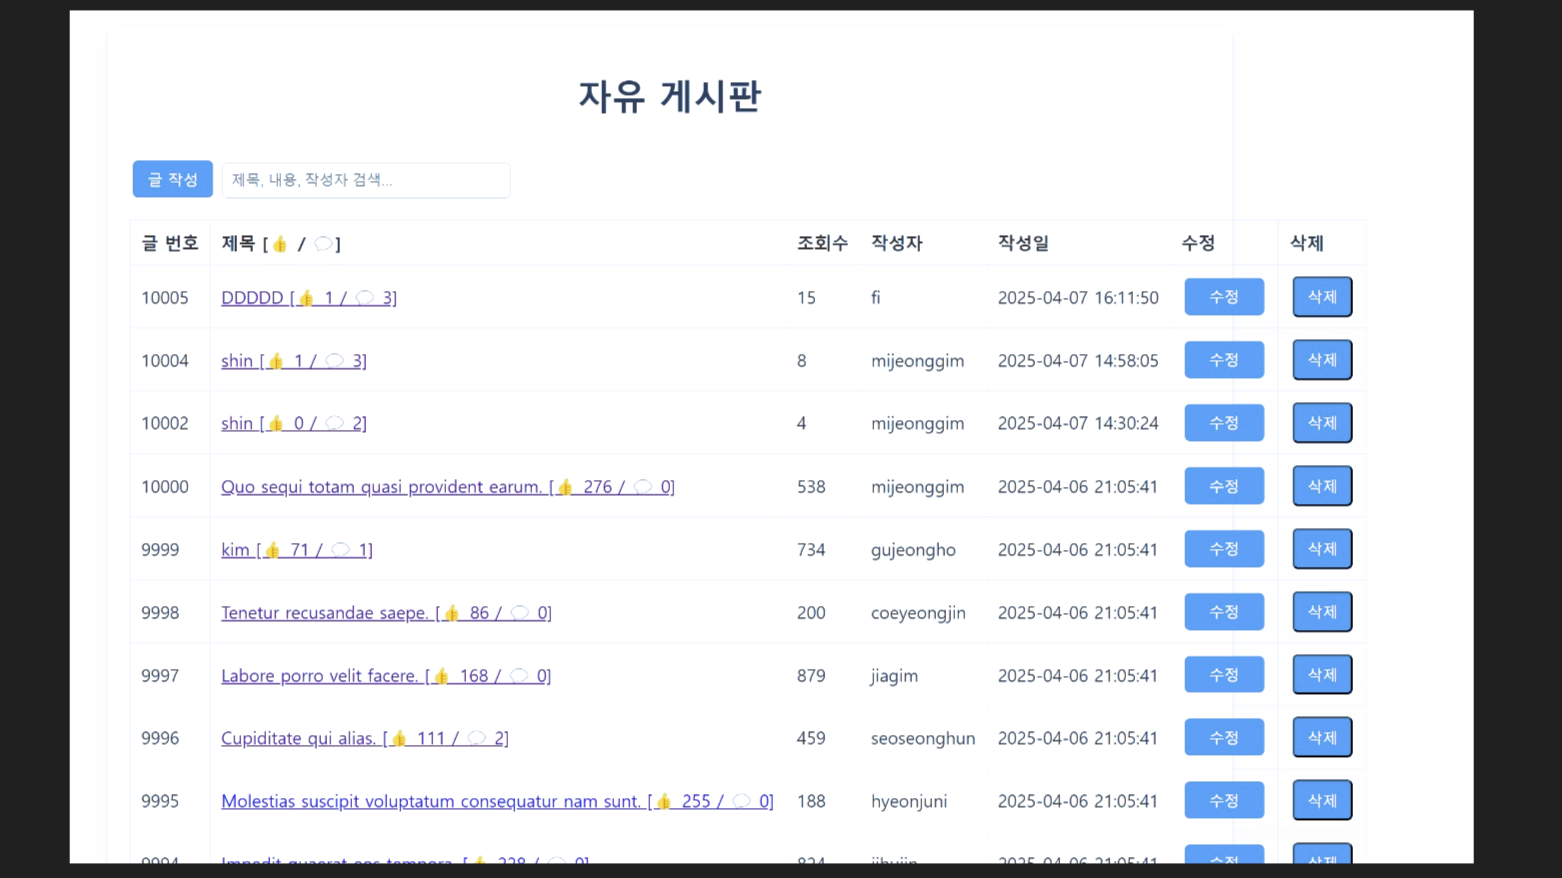 자유 게시판
글 작성 제목, 내용, 작성자 검색...
글 번호 제목 [👍 / 💬] 조회수 작성자 작성일 수정 삭제
10005 DDDDD [👍 1 / 💬 3] 15 fi 2025-04-07 16:11:50 수정 삭제
10004 shin [👍 1 / 💬 3] 8 mijeonggim 2025-04-07 14:58:05 수정 삭제
10002 shin [👍 0 / 💬 2] 4 mijeonggim 2025-04-07 14:30:24 수정 삭제
10000 Quo sequi totam quasi provident earum. [👍 276 / 💬 0] 538 mijeonggim 2025-04-06 21:05:41 수정 삭제
9999 kim [👍 71 / 💬 1] 734 gujeongho 2025-04-06 21:05:41 수정 삭제
9998 Tenetur recusandae saepe. [👍 86 / 💬 0] 200 coeyeongjin 2025-04-06 21:05:41 수정 삭제
9997 Labore porro velit facere. [👍 168 / 💬 0] 879 jiagim 2025-04-06 21:05:41 수정 삭제
9996 Cupiditate qui alias. [👍 111 / 💬 2] 459 seoseonghun 2025-04-06 21:05:41 수정 삭제
9995 Molestias suscipit voluptatum consequatur nam sunt. [👍 255 / 💬 0] 188 hyeonjuni 2025-04-06 21:05:41 수정 삭제
9994 2025-04-06 21:05:41 수정 삭제